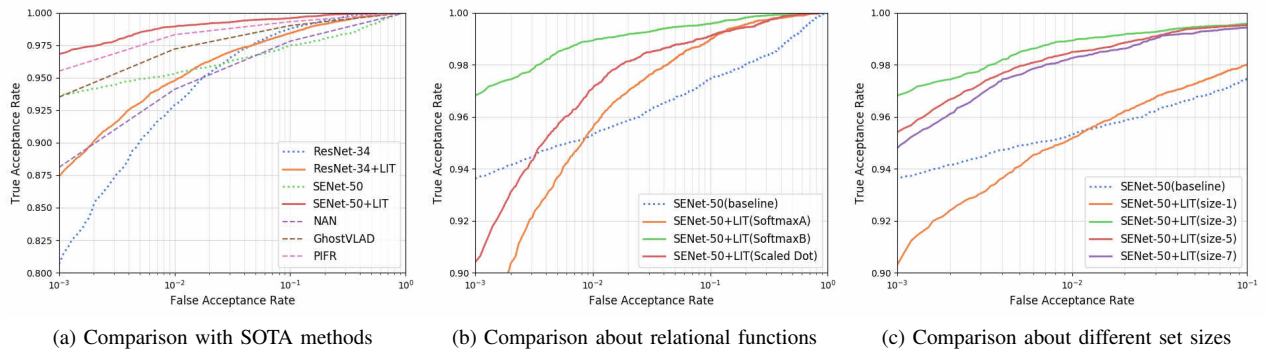 1.000
0.975
0.950
0.925
0.900
0.875
0.850
0.825
0.800
True Acceptance Rate
10⁻³
10⁻²
10⁻¹
10⁰
False Acceptance Rate
ResNet-34
ResNet-34+LIT
SENet-50
SENet-50+LIT
NAN
GhostVLAD
PIFR
(a) Comparison with SOTA methods
1.00
0.98
0.96
0.94
0.92
0.90
True Acceptance Rate
10⁻³
10⁻²
10⁻¹
10⁰
False Acceptance Rate
SENet-50(baseline)
SENet-50+LIT(SoftmaxA)
SENet-50+LIT(SoftmaxB)
SENet-50+LIT(Scaled Dot)
(b) Comparison about relational functions
1.00
0.98
0.96
0.94
0.92
0.90
True Acceptance Rate
10⁻³
10⁻²
10⁻¹
False Acceptance Rate
SENet-50(baseline)
SENet-50+LIT(size-1)
SENet-50+LIT(size-3)
SENet-50+LIT(size-5)
SENet-50+LIT(size-7)
(c) Comparison about different set sizes